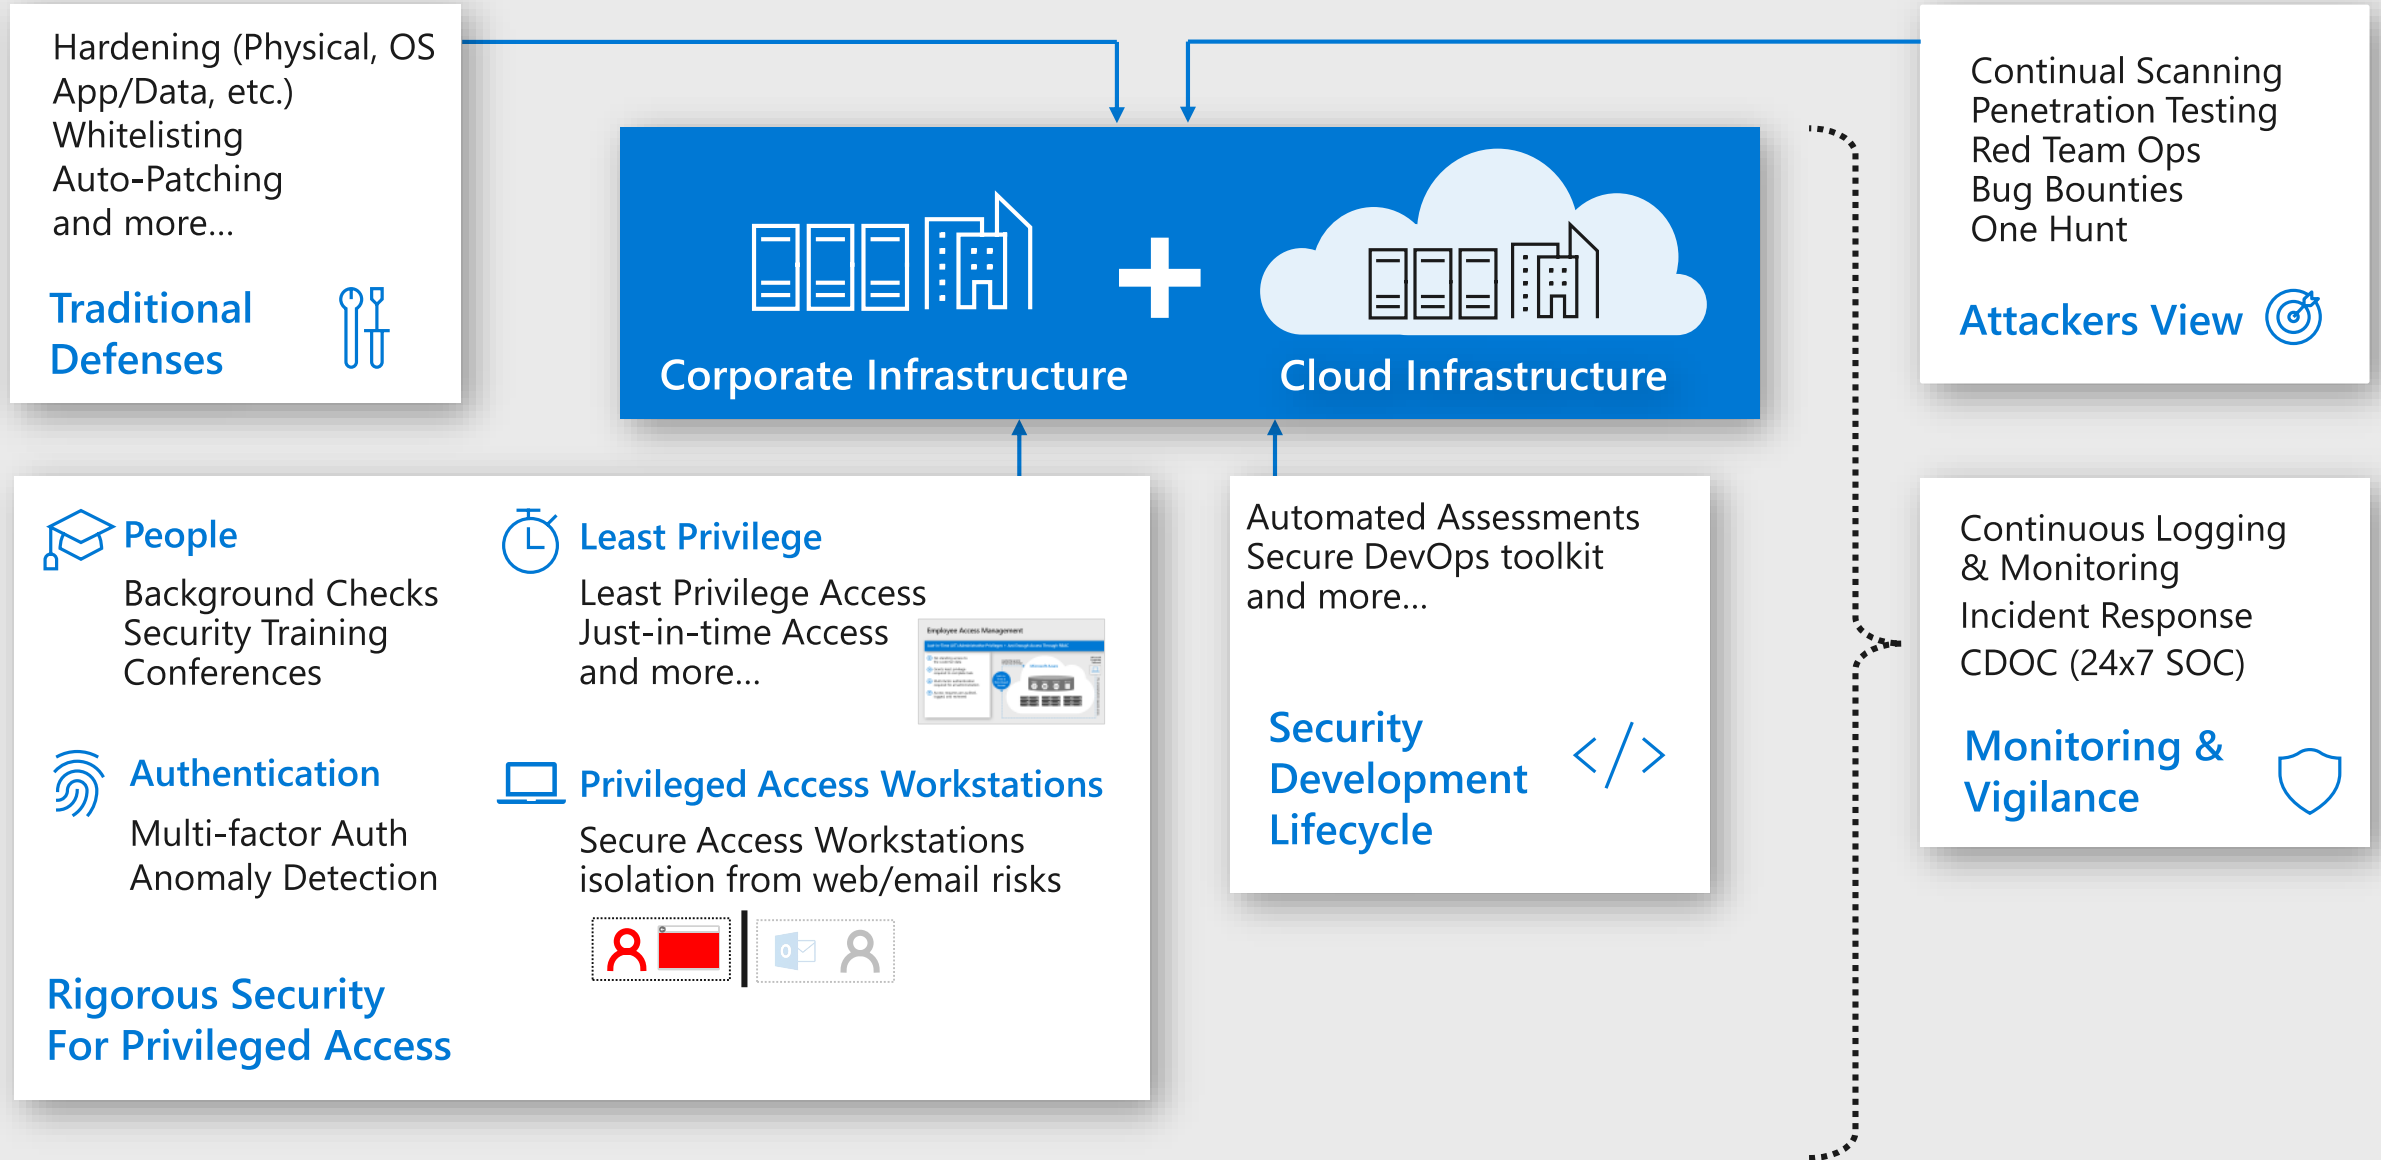 Hardening (Physical, OS
App/Data, etc.)
Whitelisting
Auto-Patching
and more...
Traditional
Defenses
Corporate Infrastructure
Cloud Infrastructure
Continual Scanning
Penetration Testing
Red Team Ops
Bug Bounties
One Hunt
Attackers View
People
Background Checks
Security Training
Conferences
Least Privilege
Least Privilege Access
Just-in-time Access
and more...
Employee Access Management
Authentication
Multi-factor Auth
Anomaly Detection
Privileged Access Workstations
Secure Access Workstations
isolation from web/email risks
Rigorous Security
For Privileged Access
Automated Assessments
Secure DevOps toolkit
and more...
Security
Development
Lifecycle
Continuous Logging
& Monitoring
Incident Response
CDOC (24x7 SOC)
Monitoring &
Vigilance